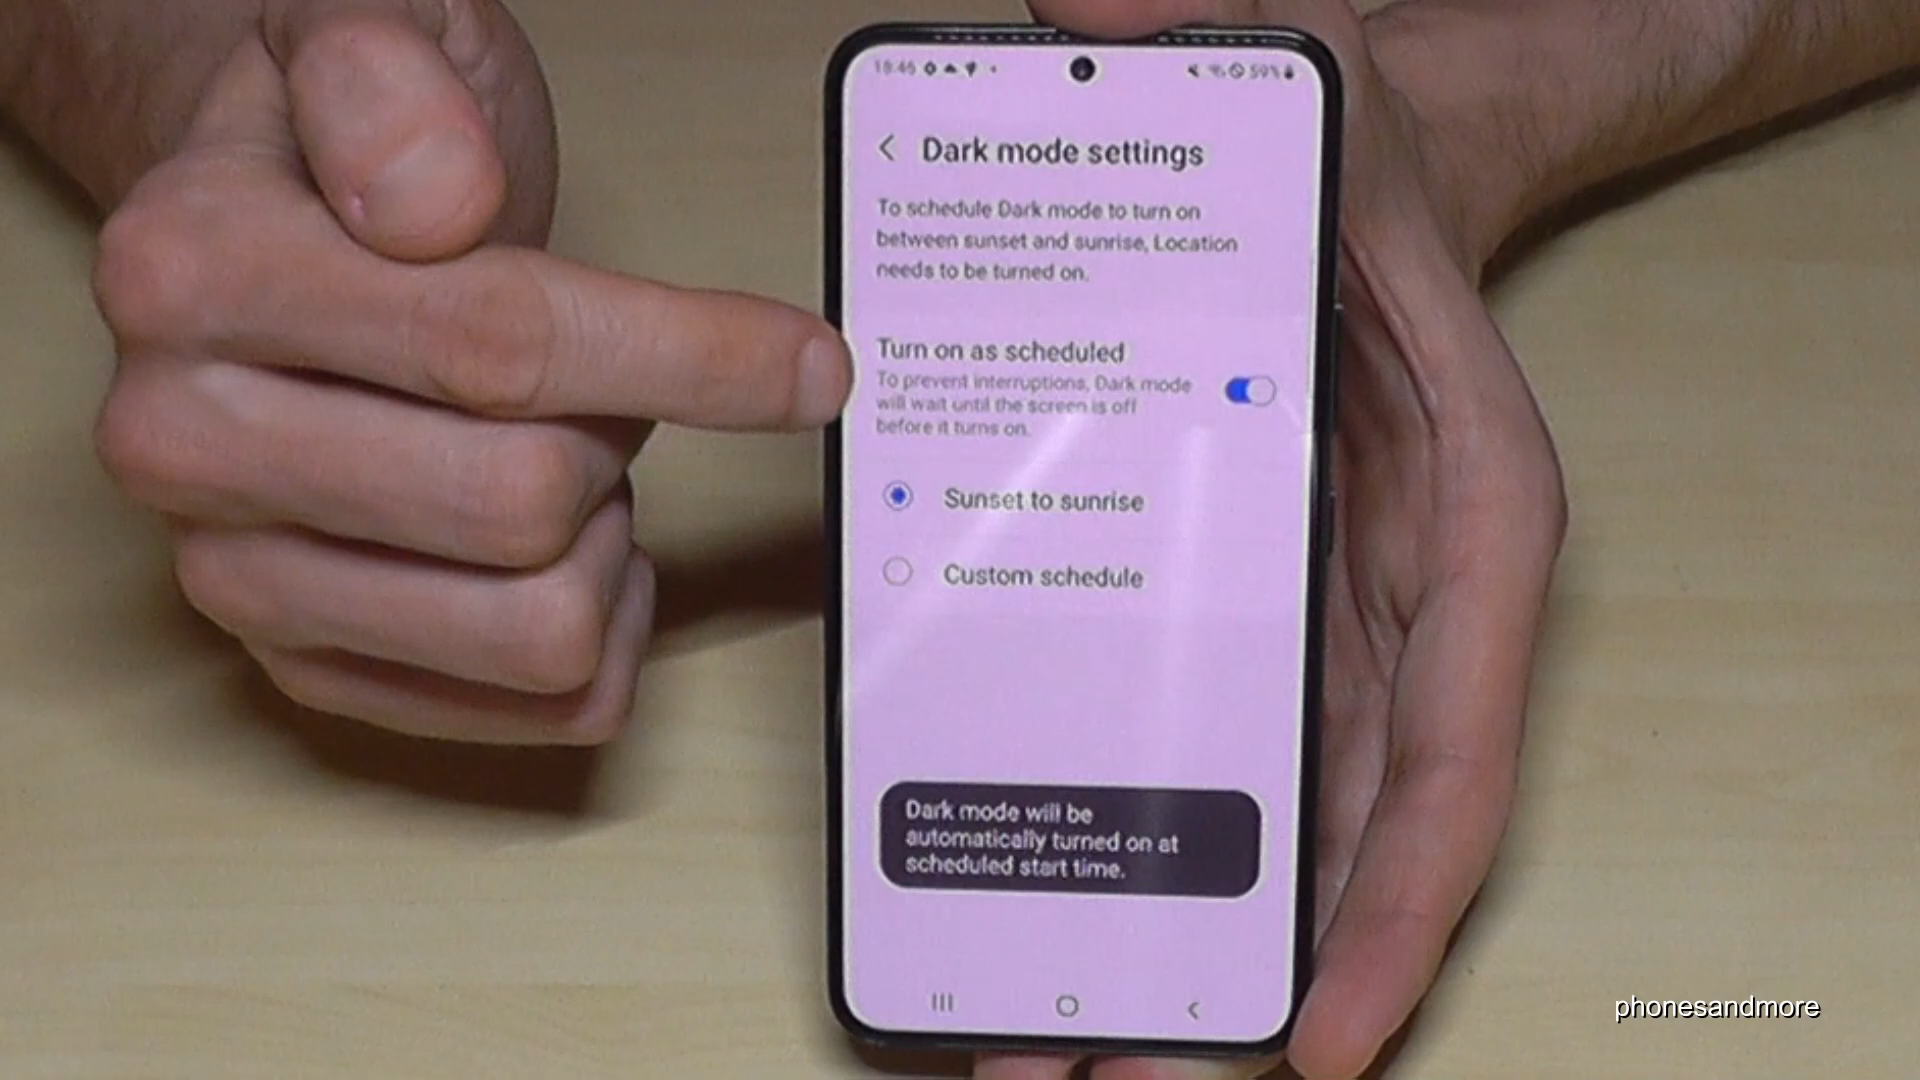 18:46
59%
Dark mode settings
To schedule Dark mode to turn on
between sunset and sunrise, Location
needs to be turned on.
Turn on as scheduled
To prevent interruptions, Dark mode
will wait until the screen is off
before it turns on.
Sunset to sunrise
Custom schedule
Dark mode will be
automatically turned on at
scheduled start time.
phonesandmore